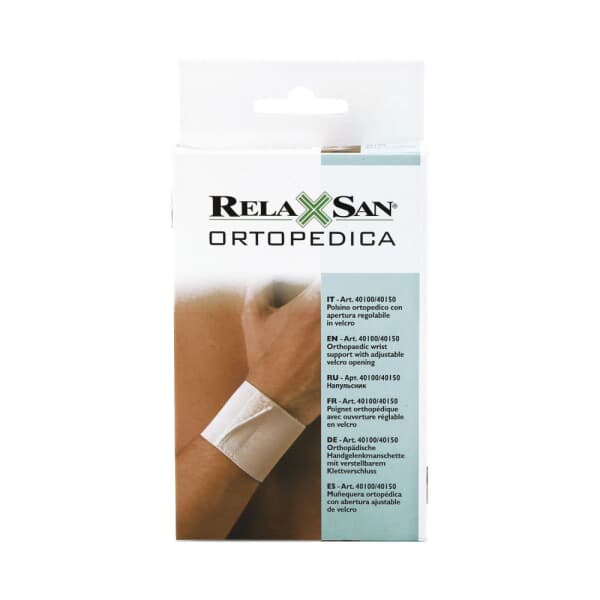 RELAXSAN®
ORTOPEDICA
IT - Art. 40100/40150
Polsino ortopedico con
apertura regolabile
in velcro
EN - Art. 40100/40150
Orthopaedic wrist
support with adjustable
velcro opening
RU - Арт. 40100/40150
Напульсник
FR - Art. 40100/40150
Poignet orthopédique
avec ouverture réglable
en velcro
DE - Art. 40100/40150
Orthopädische
Handgelenkmanschette
mit verstellbarem
Klettverschluss
ES - Art. 40100/40150
Muñequera ortopédica
con abertura ajustable
de velcro